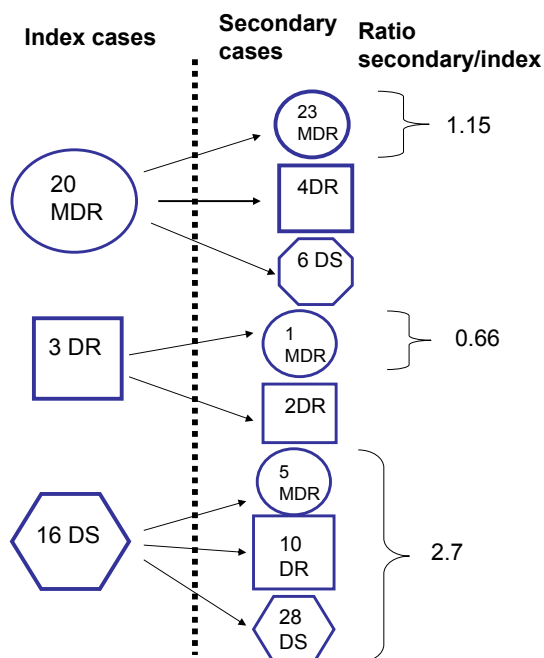 Index cases
Secondary
cases
Ratio
secondary/index
20
MDR
23
MDR
1.15
4DR
6 DS
3 DR
1
MDR
0.66
2DR
16 DS
5
MDR
10
DR
2.7
28
DS